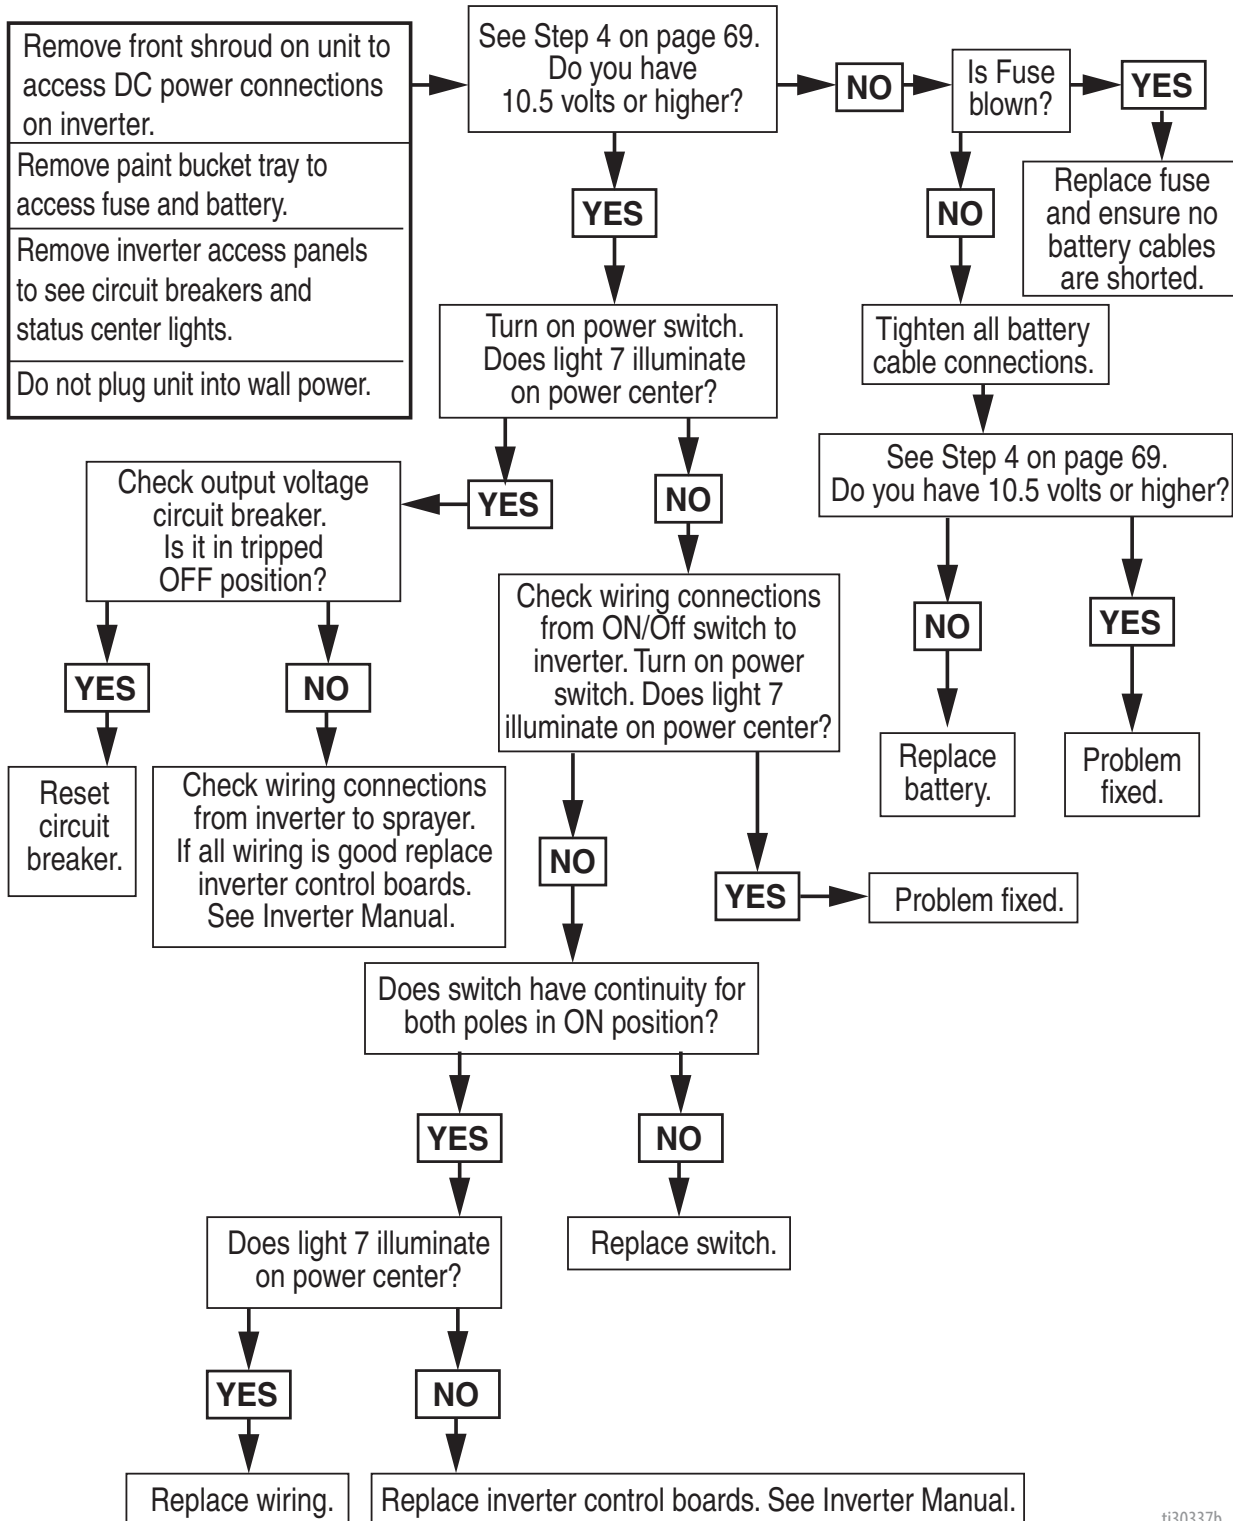 Remove front shroud on unit to
access DC power connections
on inverter.
Remove paint bucket tray to
access fuse and battery.
Remove inverter access panels
to see circuit breakers and
status center lights.
Do not plug unit into wall power.
See Step 4 on page 69.
Do you have
10.5 volts or higher?
NO
Is Fuse
blown?
YES
Replace fuse
and ensure no
battery cables
are shorted.
NO
Tighten all battery
cable connections.
See Step 4 on page 69.
Do you have 10.5 volts or higher?
NO
YES
Replace
battery.
Problem
fixed.
YES
Turn on power switch.
Does light 7 illuminate
on power center?
YES
NO
Check output voltage
circuit breaker.
Is it in tripped
OFF position?
YES
NO
Reset
circuit
breaker.
Check wiring connections
from inverter to sprayer.
If all wiring is good replace
inverter control boards.
See Inverter Manual.
Check wiring connections
from ON/Off switch to
inverter. Turn on power
switch. Does light 7
illuminate on power center?
NO
YES
Problem fixed.
Does switch have continuity for
both poles in ON position?
YES
NO
Does light 7 illuminate
on power center?
Replace switch.
YES
NO
Replace wiring.
Replace inverter control boards. See Inverter Manual.
ti30337b